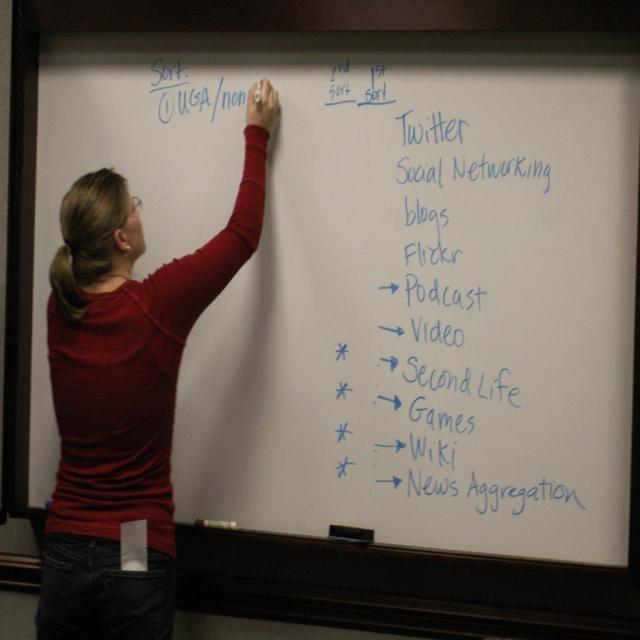 Sort:
① UGA/non
2nd sort
1st sort
Twitter
Social Networking
blogs
Flickr
→ Podcast
→ Video
* → Second Life
* → Games
* → Wiki
* → News Aggregation